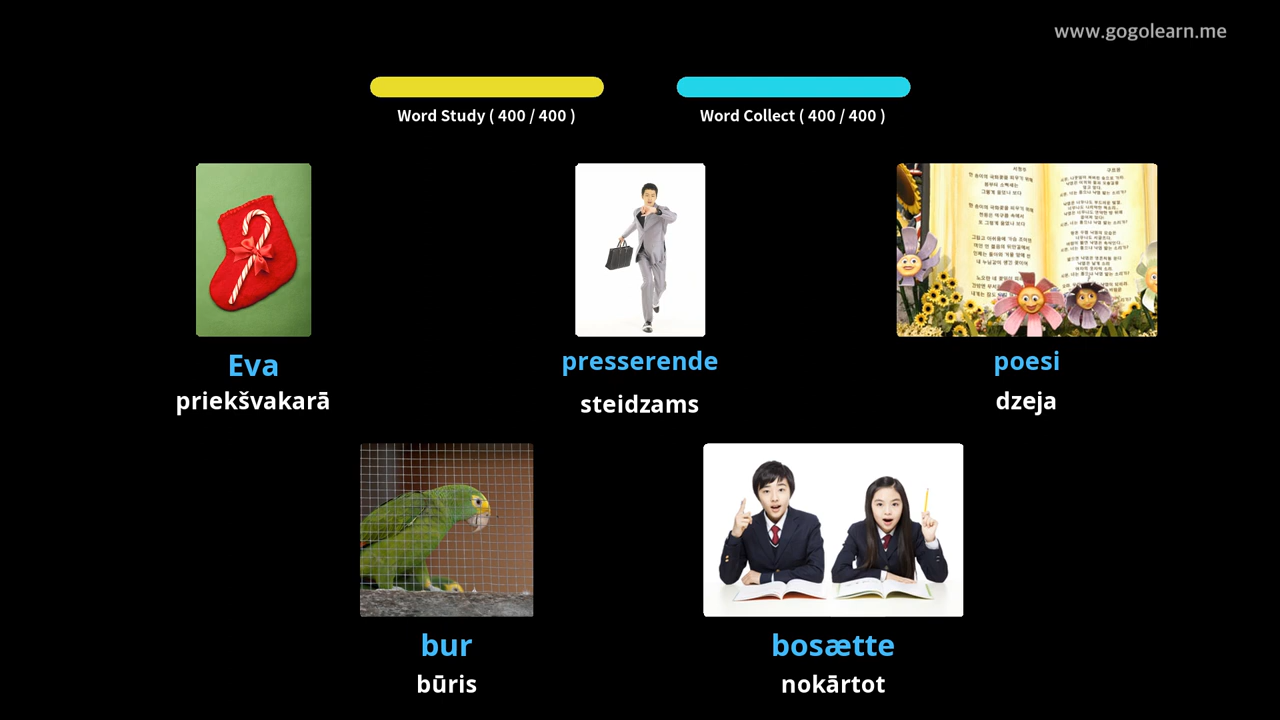 www.gogolearn.me
Word Study ( 400 / 400 )
Word Collect ( 400 / 400 )
Eva
priekšvakarā
presserende
steidzams
poesi
dzeja
bur
būris
bosætte
nokārtot